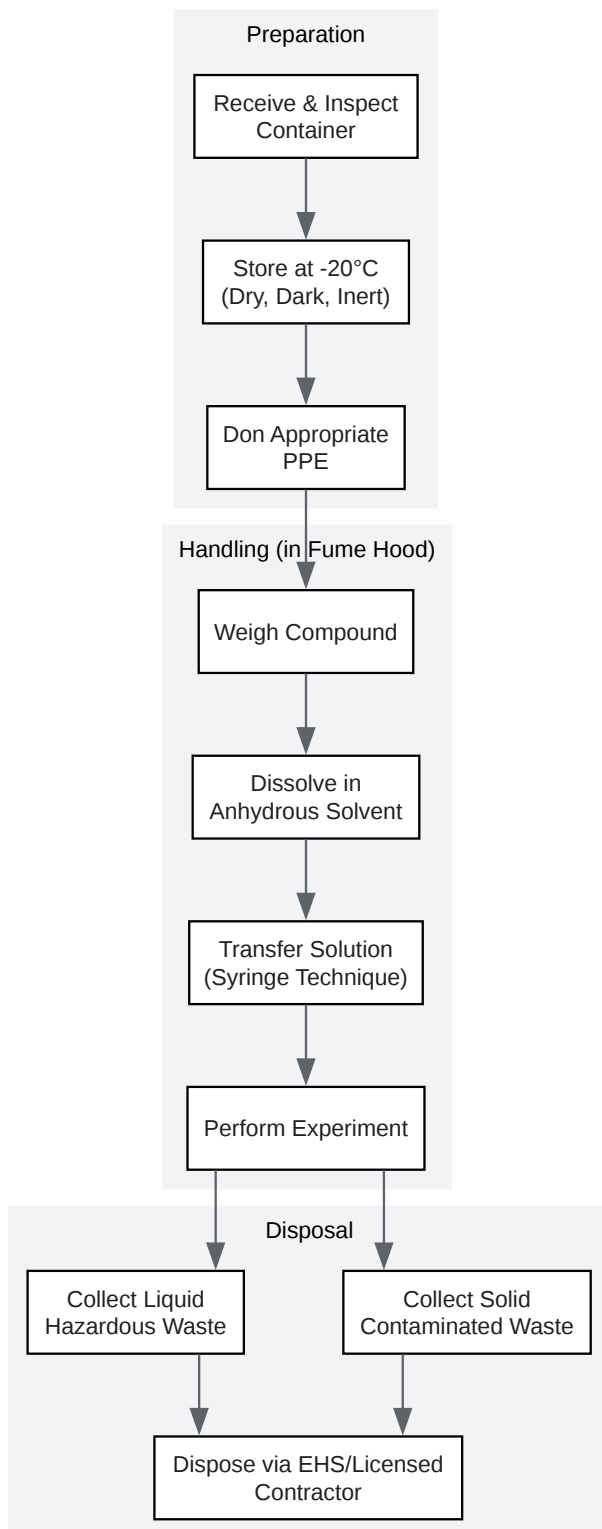 Preparation
Receive & Inspect
Container
Store at -20°C
(Dry, Dark, Inert)
Don Appropriate
PPE
Handling (in Fume Hood)
Weigh Compound
Dissolve in
Anhydrous Solvent
Transfer Solution
(Syringe Technique)
Perform Experiment
Disposal
Collect Liquid
Hazardous Waste
Collect Solid
Contaminated Waste
Dispose via EHS/Licensed
Contractor